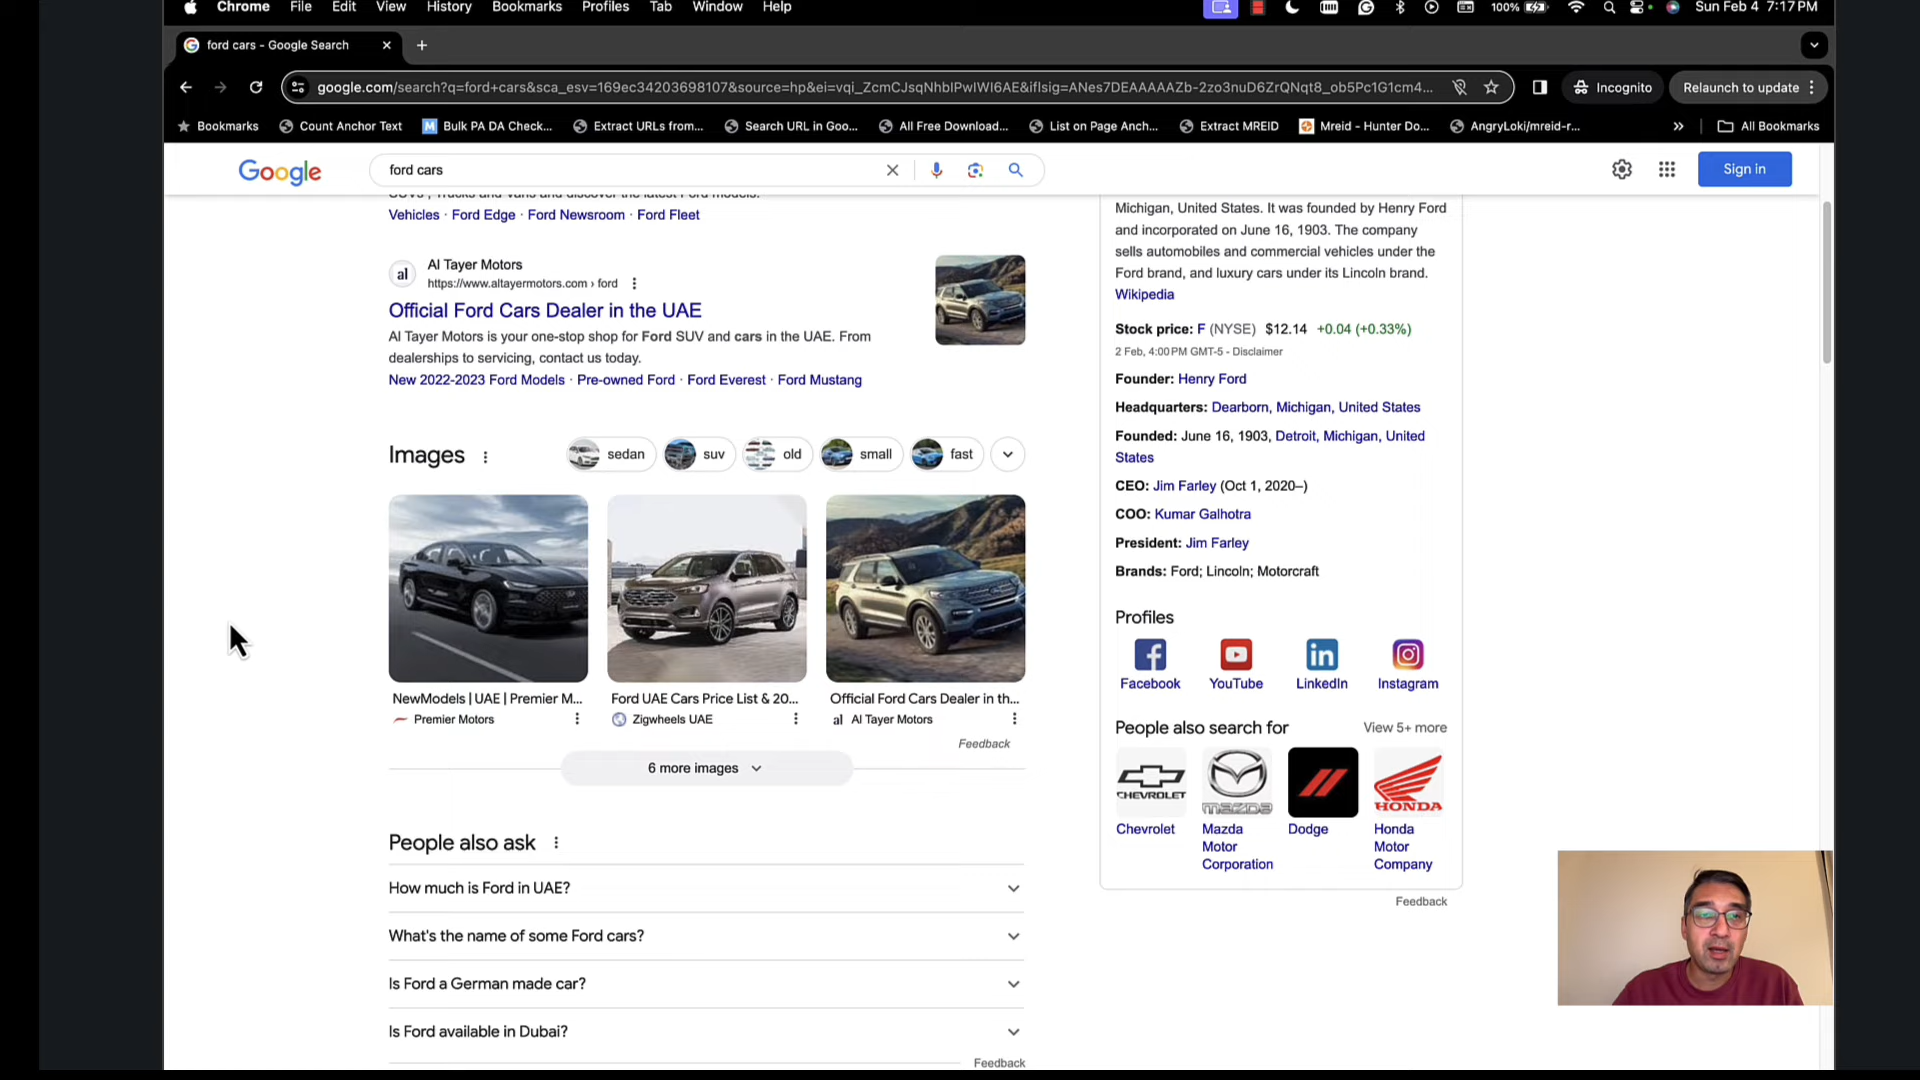 Chrome File Edit View History Bookmarks Profiles Tab Window Help 100% Sun Feb 4 7:17 PM
ford cars - Google Search
google.com/search?q=ford+cars&sca_esv=169ec34203698107&source=hp&ei=vqi_ZcmCJsqNhbIPwIWI6AE&iflsig=ANes7DEAAAAAZb-2zo3nuD6ZrQNqt8_ob5Pc1G1cm4... Incognito Relaunch to update
Bookmarks Count Anchor Text Bulk PA DA Check... Extract URLs from... Search URL in Goo... All Free Download... List on Page Anch... Extract MREID Mreid - Hunter Do... AngryLoki/mreid-r... » All Bookmarks
Google ford cars Sign in
SUVs, Trucks and Vans and discover the latest Ford models.
Vehicles · Ford Edge · Ford Newsroom · Ford Fleet
al
Al Tayer Motors
https://www.altayermotors.com › ford
Official Ford Cars Dealer in the UAE
Al Tayer Motors is your one-stop shop for Ford SUV and cars in the UAE. From
dealerships to servicing, contact us today.
New 2022-2023 Ford Models · Pre-owned Ford · Ford Everest · Ford Mustang
Images sedan suv old small fast
NewModels | UAE | Premier M...
Premier Motors
Ford UAE Cars Price List & 20...
Zigwheels UAE
Official Ford Cars Dealer in th...
al Al Tayer Motors
Feedback
6 more images
People also ask
How much is Ford in UAE?
What's the name of some Ford cars?
Is Ford a German made car?
Is Ford available in Dubai?
Feedback
Michigan, United States. It was founded by Henry Ford
and incorporated on June 16, 1903. The company
sells automobiles and commercial vehicles under the
Ford brand, and luxury cars under its Lincoln brand.
Wikipedia
Stock price: F (NYSE) $12.14 +0.04 (+0.33%)
2 Feb, 4:00 PM GMT-5 - Disclaimer
Founder: Henry Ford
Headquarters: Dearborn, Michigan, United States
Founded: June 16, 1903, Detroit, Michigan, United
States
CEO: Jim Farley (Oct 1, 2020–)
COO: Kumar Galhotra
President: Jim Farley
Brands: Ford; Lincoln; Motorcraft
Profiles
Facebook YouTube LinkedIn Instagram
People also search for View 5+ more
CHEVROLET mazda HONDA
Chevrolet
Mazda
Motor
Corporation
Dodge
Honda
Motor
Company
Feedback